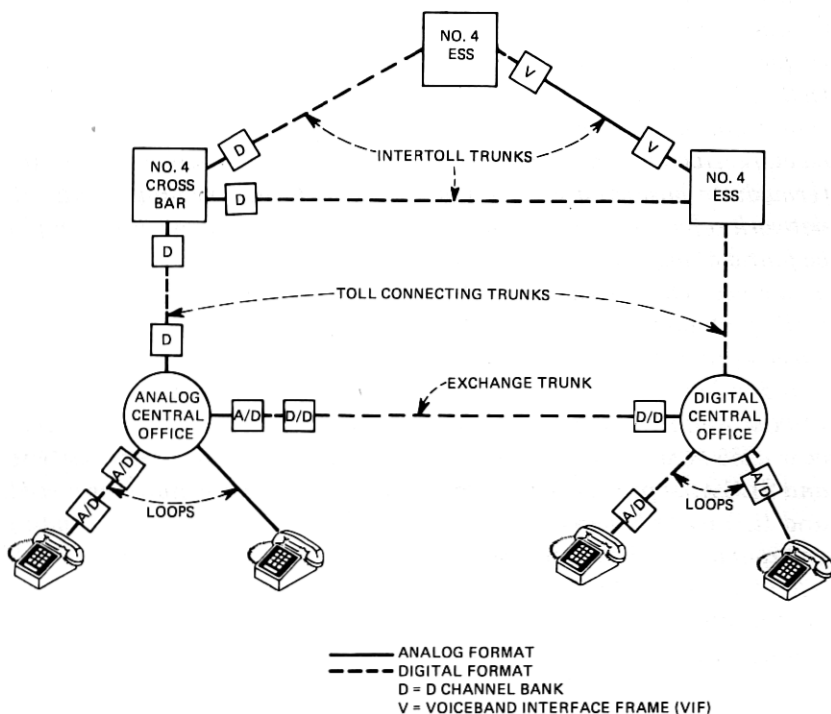 NO. 4
ESS
V
V
D
INTERTOLL TRUNKS
NO. 4
CROSS
BAR
D
NO. 4
ESS
D
TOLL CONNECTING TRUNKS
D
EXCHANGE TRUNK
ANALOG
CENTRAL
OFFICE
A/D
D/D
D/D
DIGITAL
CENTRAL
OFFICE
A/D
A/D
LOOPS
A/D
LOOPS
A/D
ANALOG FORMAT
DIGITAL FORMAT
D = D CHANNEL BANK
V = VOICEBAND INTERFACE FRAME (VIF)